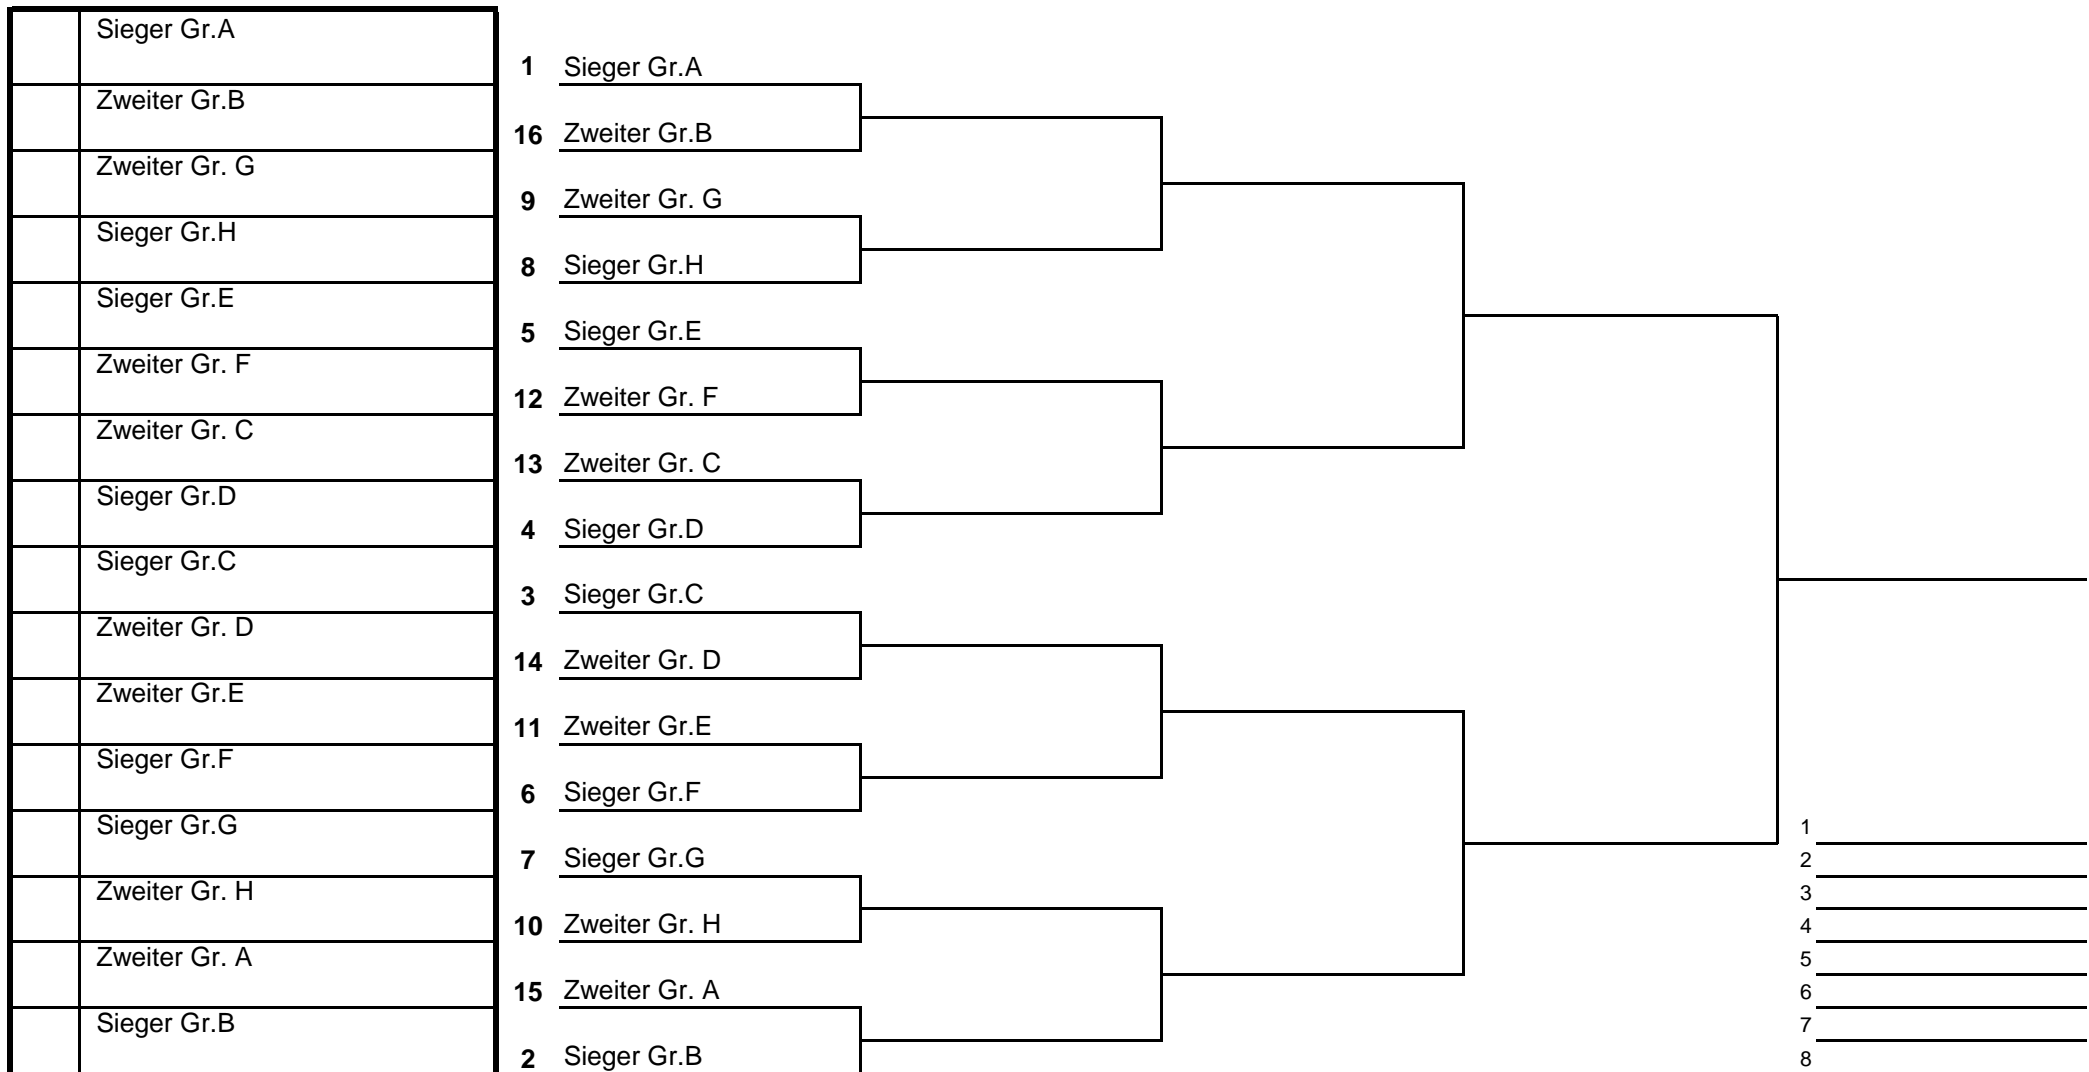 Sieger Gr.A
Zweiter Gr.B
Zweiter Gr. G
Sieger Gr.H
Sieger Gr.E
Zweiter Gr. F
Zweiter Gr. C
Sieger Gr.D
Sieger Gr.C
Zweiter Gr. D
Zweiter Gr.E
Sieger Gr.F
Sieger Gr.G
Zweiter Gr. H
Zweiter Gr. A
Sieger Gr.B
1 Sieger Gr.A
16 Zweiter Gr.B
9 Zweiter Gr. G
8 Sieger Gr.H
5 Sieger Gr.E
12 Zweiter Gr. F
13 Zweiter Gr. C
4 Sieger Gr.D
3 Sieger Gr.C
14 Zweiter Gr. D
11 Zweiter Gr.E
6 Sieger Gr.F
7 Sieger Gr.G
10 Zweiter Gr. H
15 Zweiter Gr. A
2 Sieger Gr.B
1
2
3
4
5
6
7
8